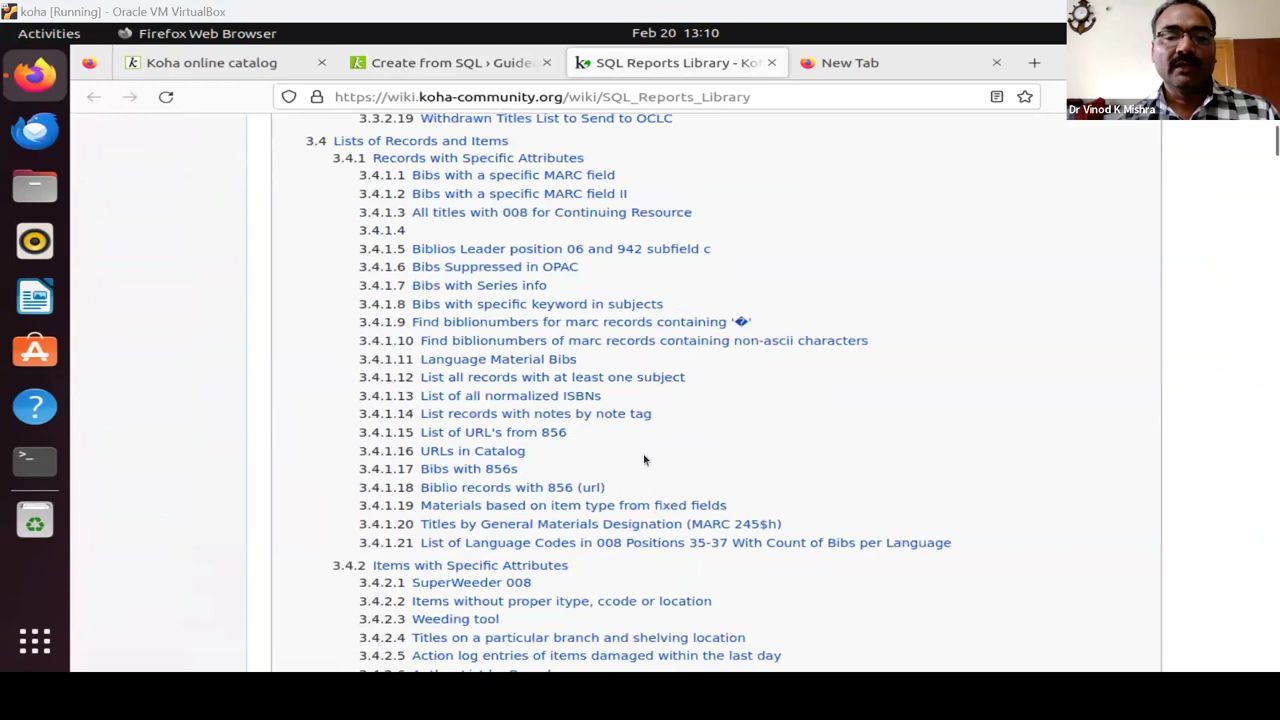 koha [Running] - Oracle VM VirtualBox
Activities
Firefox Web Browser
Feb 20 13:10
Koha online catalog
Create from SQL › Guide
SQL Reports Library - Ko
New Tab
https://wiki.koha-community.org/wiki/SQL_Reports_Library
Dr Vinod K Mishra
3.3.2.19 Withdrawn Titles List to Send to OCLC
3.4 Lists of Records and Items
3.4.1 Records with Specific Attributes
3.4.1.1 Bibs with a specific MARC field
3.4.1.2 Bibs with a specific MARC field II
3.4.1.3 All titles with 008 for Continuing Resource
3.4.1.4
3.4.1.5 Biblios Leader position 06 and 942 subfield c
3.4.1.6 Bibs Suppressed in OPAC
3.4.1.7 Bibs with Series info
3.4.1.8 Bibs with specific keyword in subjects
3.4.1.9 Find biblionumbers for marc records containing '�'
3.4.1.10 Find biblionumbers of marc records containing non-ascii characters
3.4.1.11 Language Material Bibs
3.4.1.12 List all records with at least one subject
3.4.1.13 List of all normalized ISBNs
3.4.1.14 List records with notes by note tag
3.4.1.15 List of URL's from 856
3.4.1.16 URLs in Catalog
3.4.1.17 Bibs with 856s
3.4.1.18 Biblio records with 856 (url)
3.4.1.19 Materials based on item type from fixed fields
3.4.1.20 Titles by General Materials Designation (MARC 245$h)
3.4.1.21 List of Language Codes in 008 Positions 35-37 With Count of Bibs per Language
3.4.2 Items with Specific Attributes
3.4.2.1 SuperWeeder 008
3.4.2.2 Items without proper itype, ccode or location
3.4.2.3 Weeding tool
3.4.2.4 Titles on a particular branch and shelving location
3.4.2.5 Action log entries of items damaged within the last day